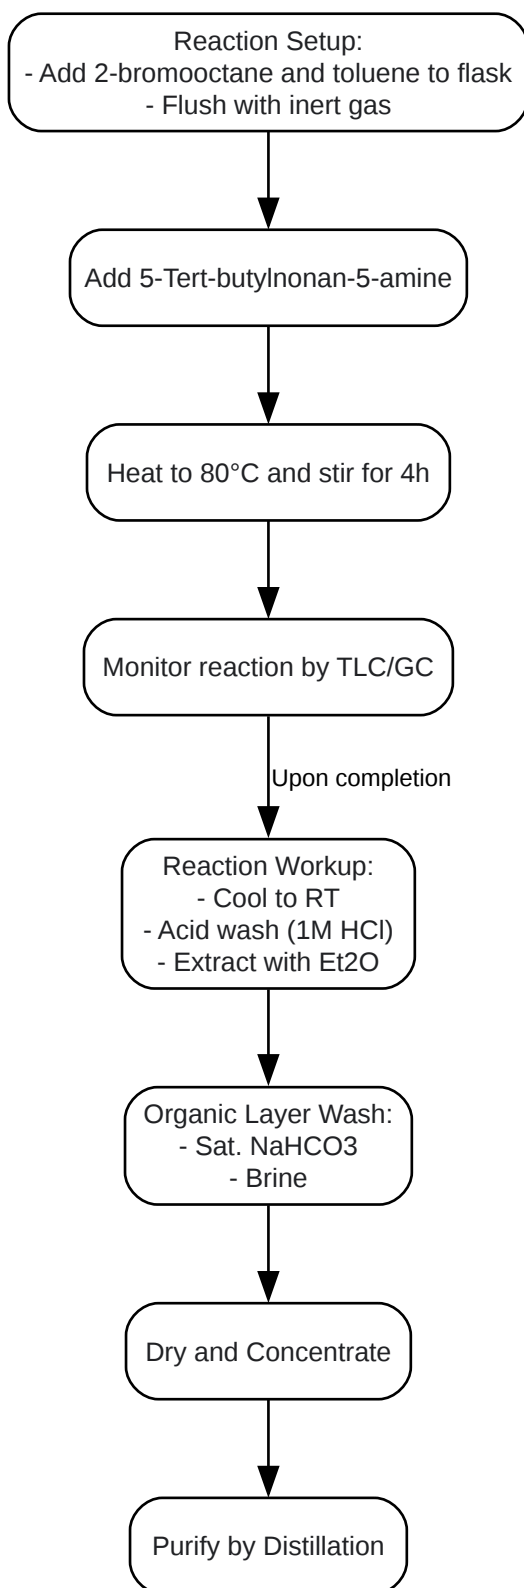 Reaction Setup:
- Add 2-bromooctane and toluene to flask
- Flush with inert gas
Add 5-Tert-butylnonan-5-amine
Heat to 80°C and stir for 4h
Monitor reaction by TLC/GC
Upon completion
Reaction Workup:
- Cool to RT
- Acid wash (1M HCl)
- Extract with Et2O
Organic Layer Wash:
- Sat. NaHCO3
- Brine
Dry and Concentrate
Purify by Distillation